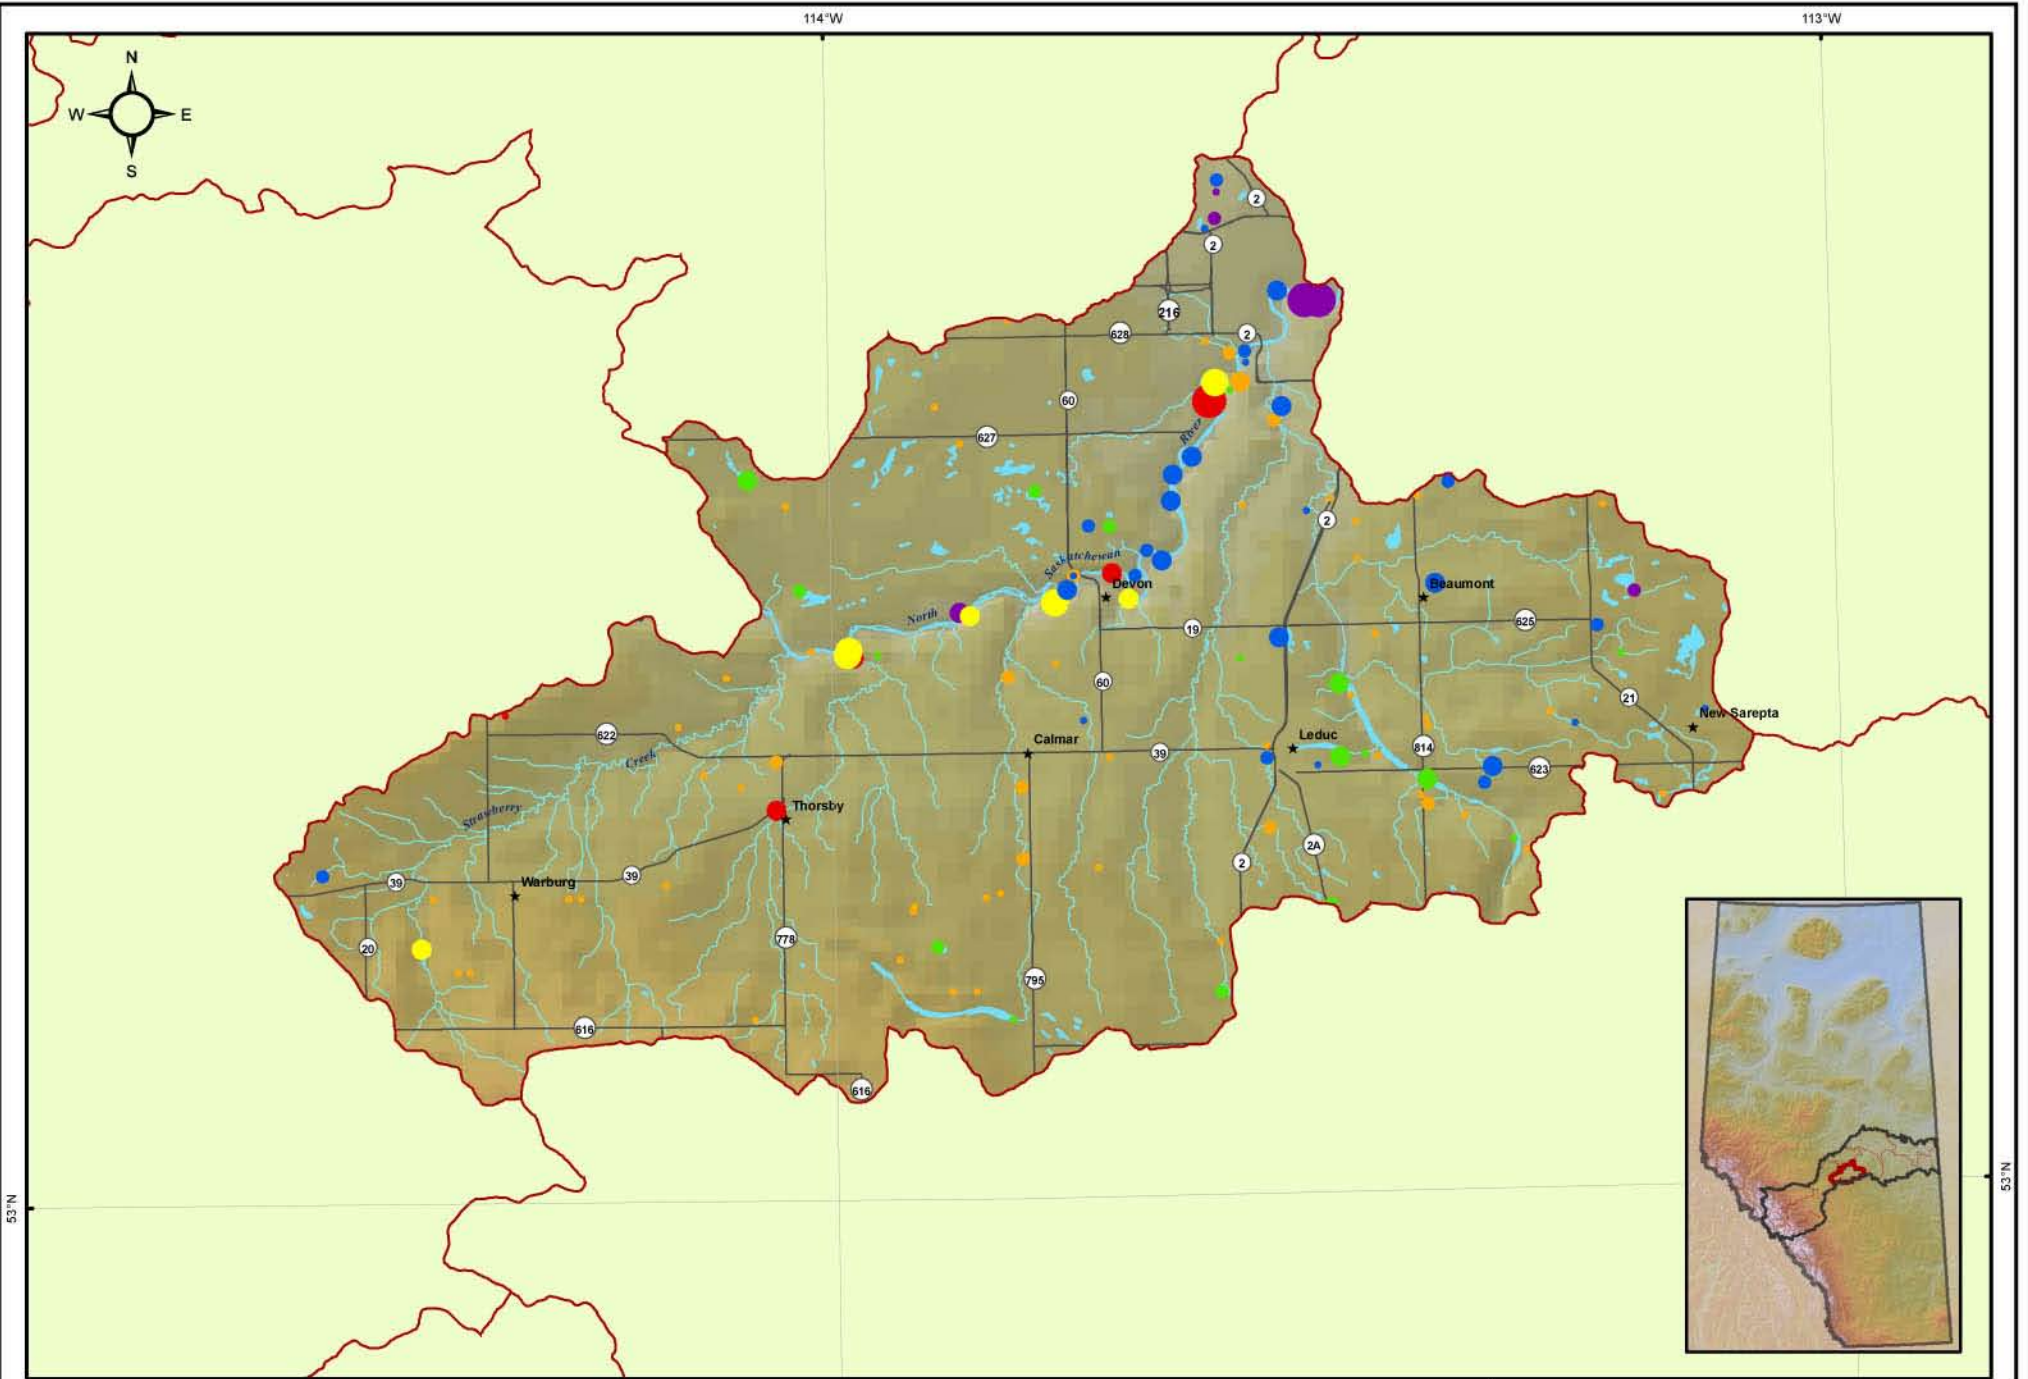 114°W
113°W
N
W
E
S
2
2
216
628
2
60
627
River
2
Saskatchewan
Devon
Beaumont
North
19
625
60
21
New Sarepta
622
Calmar
39
Leduc
814
623
Creek
Strawberry
Thorsby
2A
2
39
39
Warburg
20
778
795
616
616
53°N
53°N